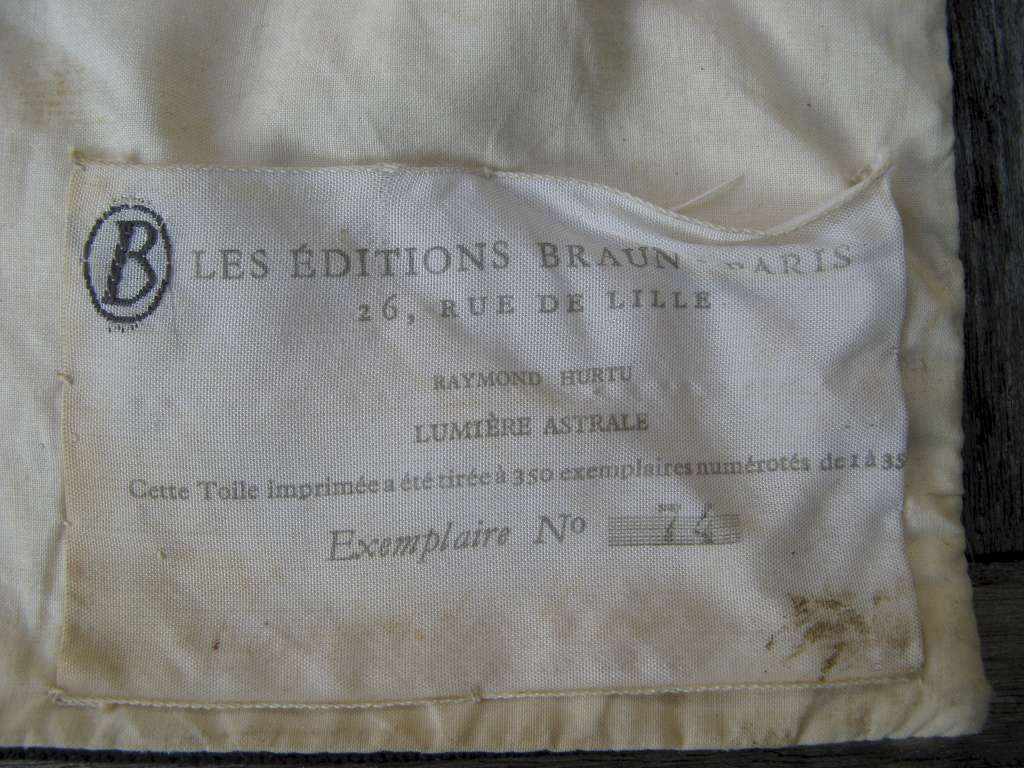 B
LES ÉDITIONS BRAUN - PARIS
26, RUE DE LILLE
RAYMOND HURTU
LUMIÈRE ASTRALE
Cette Toile Imprimée a été tirée à 350 exemplaires numérotés de 1 à 35
Exemplaire No 74